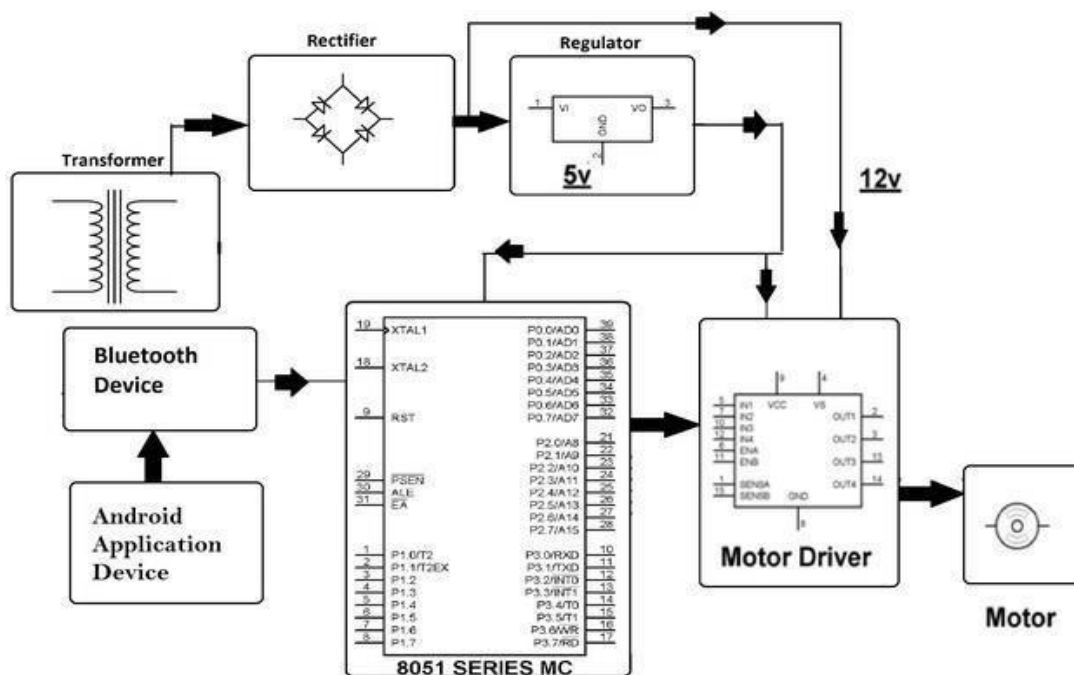 Rectifier
Regulator
1 VI VO 3
GND
2
5v
12v
Transformer
Bluetooth
Device
Android
Application
Device
19 XTAL1
18 XTAL2
9 RST
29 PSEN
30 ALE
31 EA
1 P1.0/T2
2 P1.1/T2EX
3 P1.2
4 P1.3
5 P1.4
6 P1.5
7 P1.6
8 P1.7
P0.0/AD0 39
P0.1/AD1 38
P0.2/AD2 37
P0.3/AD3 36
P0.4/AD4 35
P0.5/AD5 34
P0.6/AD6 33
P0.7/AD7 32
P2.0/A8 21
P2.1/A9 22
P2.2/A10 23
P2.3/A11 24
P2.4/A12 25
P2.5/A13 26
P2.6/A14 27
P2.7/A15 28
P3.0/RXD 10
P3.1/TXD 11
P3.2/INT0 12
P3.3/INT1 13
P3.4/T0 14
P3.5/T1 15
P3.6/WR 16
P3.7/RD 17
8051 SERIES MC
9 4
VCC VS
5 IN1
7 IN2
10 IN3
12 IN4
6 ENA
11 ENB
1 SENSA
15 SENSB
OUT1 2
OUT2 3
OUT3 13
OUT4 14
GND
8
Motor Driver
Motor